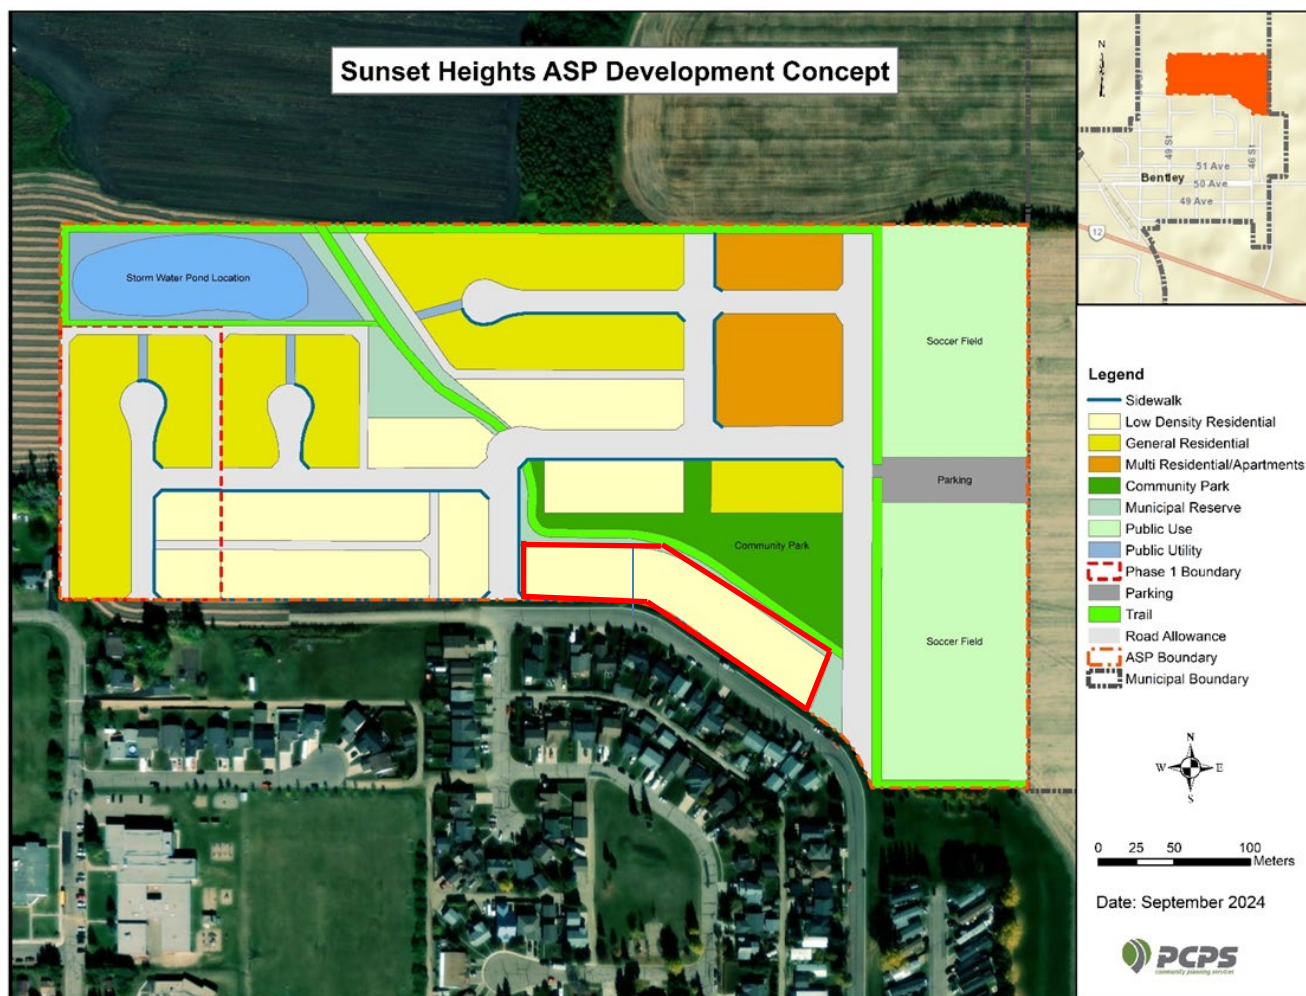 Sunset Heights ASP Development Concept
N
49 St
46 St
51 Ave
Bentley
50 Ave
49 Ave
12
Storm Water Pond Location
Soccer Field
Parking
Community Park
Soccer Field
Legend
Sidewalk
Low Density Residential
General Residential
Multi Residential/Apartments
Community Park
Municipal Reserve
Public Use
Public Utility
Phase 1 Boundary
Parking
Trail
Road Allowance
ASP Boundary
Municipal Boundary
N
W E
S
0 25 50 100
Meters
Date: September 2024
PCPS
community planning services